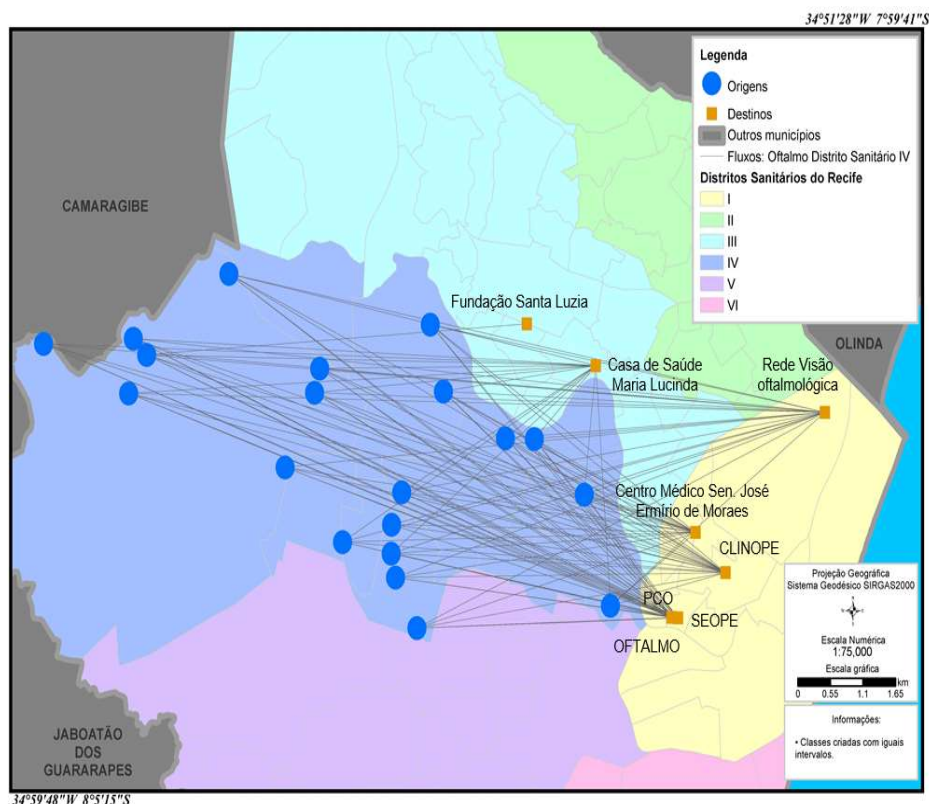 34°51'28"W 7°59'41"S
Legenda
Origens
Destinos
Outros municípios
Fluxos: Oftalmo Distrito Sanitário IV
Distritos Sanitários do Recife
I
II
III
IV
V
VI
CAMARAGIBE
Fundação Santa Luzia
OLINDA
Casa de Saúde
Maria Lucinda
Rede Visão
oftalmológica
Centro Médico Sen. José
Ermírio de Moraes
CLINOPE
PCO
SEOPE
OFTALMO
Projeção Geográfica
Sistema Geodésico SIRGAS2000
Escala Numérica
1:75,000
Escala gráfica
km
0 0.55 1.1 1.65
Informações:
• Classes criadas com iguais
intervalos.
JABOATÃO
DOS
GUARARAPES
34°59'48"W 8°5'15"S